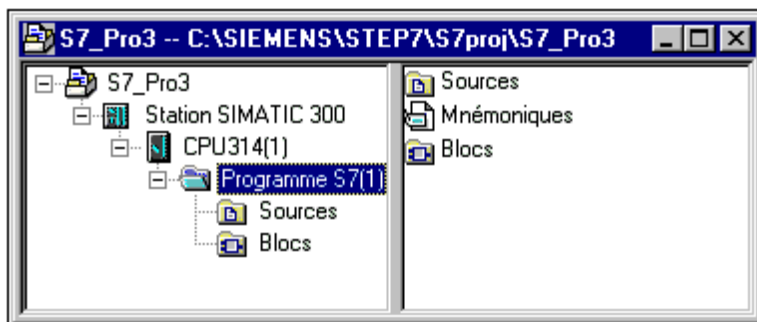 S7_Pro3 -- C:\SIEMENS\STEP7\S7proj\S7_Pro3
S7_Pro3
Station SIMATIC 300
CPU314(1)
Programme S7(1)
Sources
Blocs
Sources
Mnémoniques
Blocs